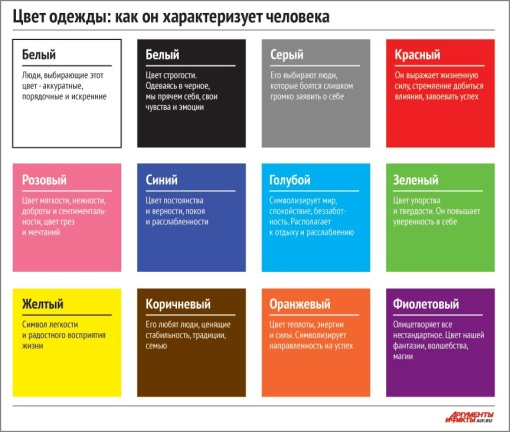 Цвет одежды: как он характеризует человека
Белый
Люди, выбирающие этот
цвет - аккуратные,
порядочные и искренние
Белый
Цвет строгости.
Одеваясь в черное,
мы прячем себя, свои
чувства и эмоции
Серый
Его выбирают люди,
которые боятся слишком
громко заявить о себе
Красный
Он выражает жизненную
силу, стремление добиться
влияния, завоевать успех
Розовый
Цвет мягкости, нежности,
доброты и сентименталь-
ности, цвет грез
и мечтаний
Синий
Цвет постоянства
и верности, покоя
и расслабленности
Голубой
Символизирует мир,
спокойствие, беззабот-
ность. Располагает
к отдыху и расслаблению
Зеленый
Цвет упорства
и твердости. Он повышает
уверенность в себе
Желтый
Символ легкости
и радостного восприятия
жизни
Коричневый
Его любят люди, ценящие
стабильность, традиции,
семью
Оранжевый
Цвет теплоты, энергии
и силы. Символизирует
направленность на успех
Фиолетовый
Олицетворяет все
нестандартное. Цвет нашей
фантазии, волшебства,
магии
АРГУМЕНТЫ
И ФАКТЫ AIF.RU